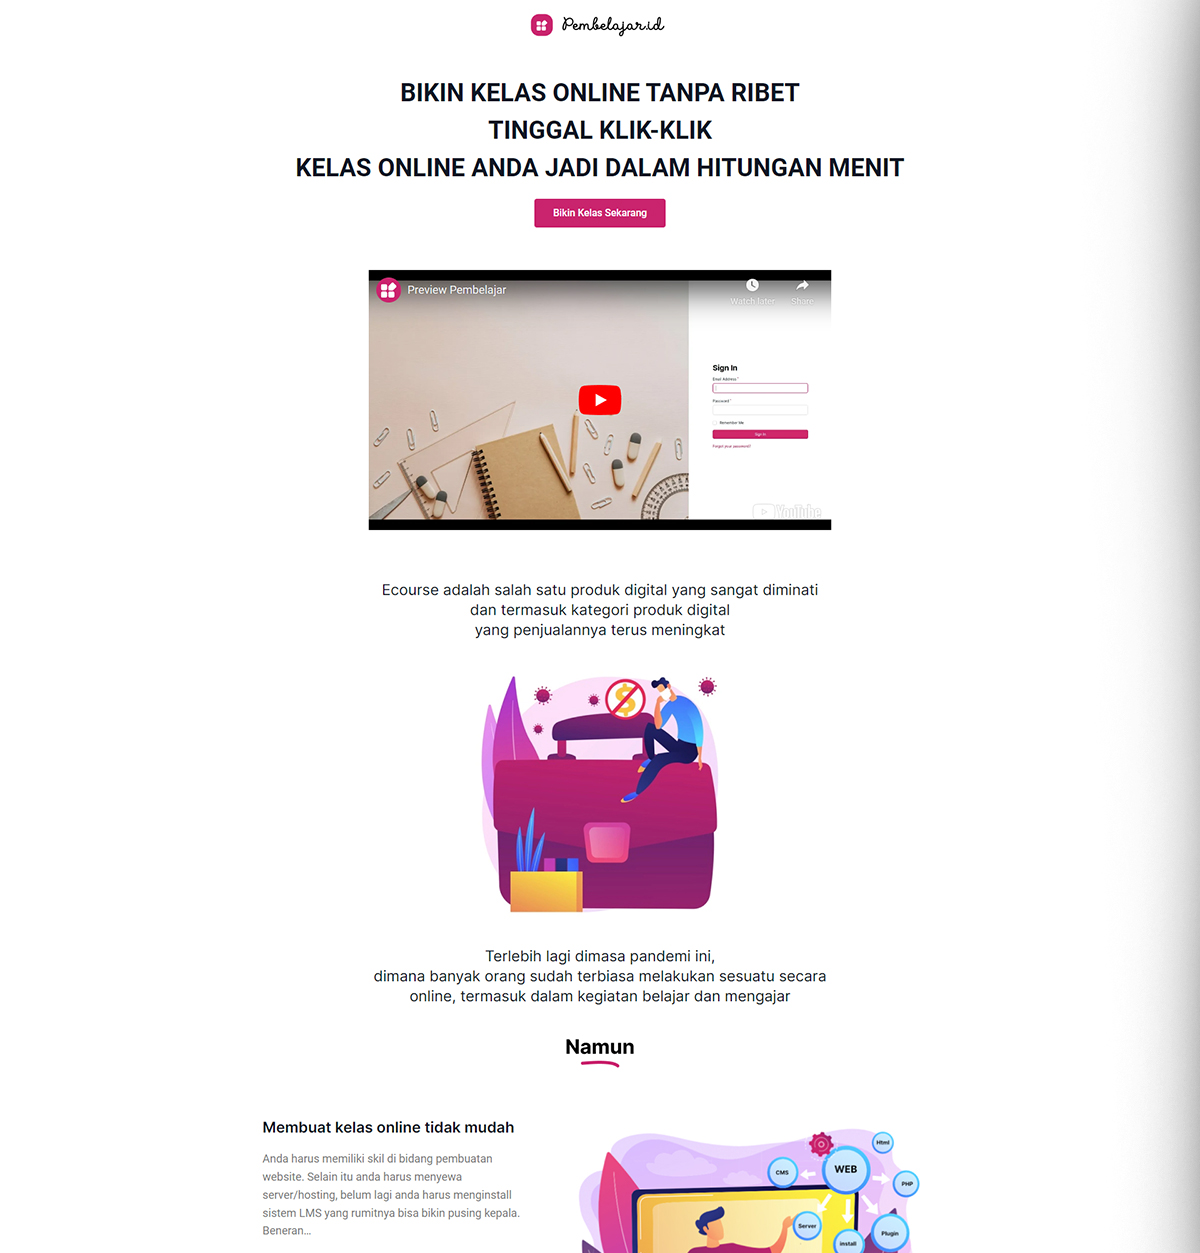 Pembelajar.id
BIKIN KELAS ONLINE TANPA RIBET
TINGGAL KLIK-KLIK
KELAS ONLINE ANDA JADI DALAM HITUNGAN MENIT
Bikin Kelas Sekarang
Preview Pembelajar
Watch later
Share
Sign In
Email Address *
Password *
Remember Me
Sign In
Forgot your password?
YouTube
Ecourse adalah salah satu produk digital yang sangat diminati
dan termasuk kategori produk digital
yang penjualannya terus meningkat
Terlebih lagi dimasa pandemi ini,
dimana banyak orang sudah terbiasa melakukan sesuatu secara
online, termasuk dalam kegiatan belajar dan mengajar
Namun
Membuat kelas online tidak mudah
Anda harus memiliki skil di bidang pembuatan
website. Selain itu anda harus menyewa
server/hosting, belum lagi anda harus menginstall
sistem LMS yang rumitnya bisa bikin pusing kepala.
Beneran...
Html
CMS
WEB
PHP
Server
Plugin
install